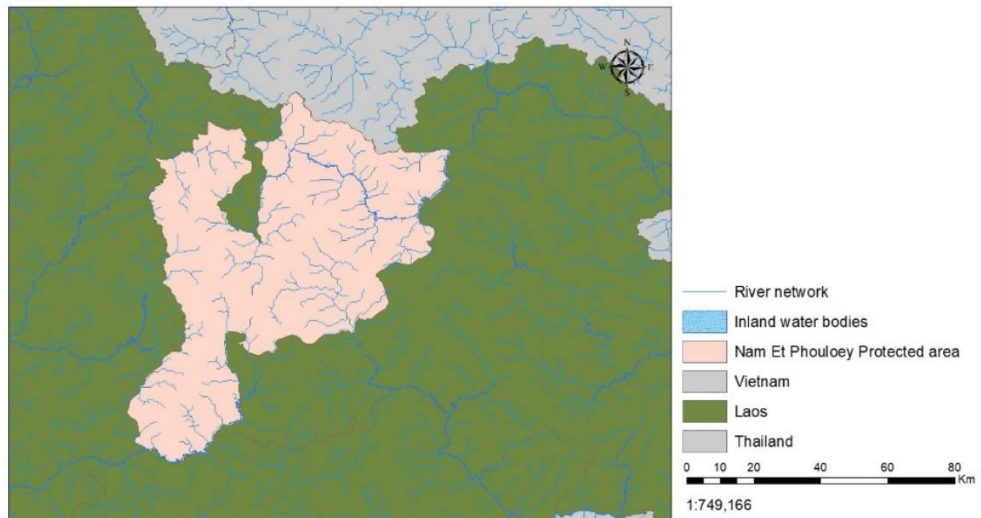 N
W E
S
River network
Inland water bodies
Nam Et Phouloey Protected area
Vietnam
Laos
Thailand
0 10 20 40 60 80
Km
1:749,166